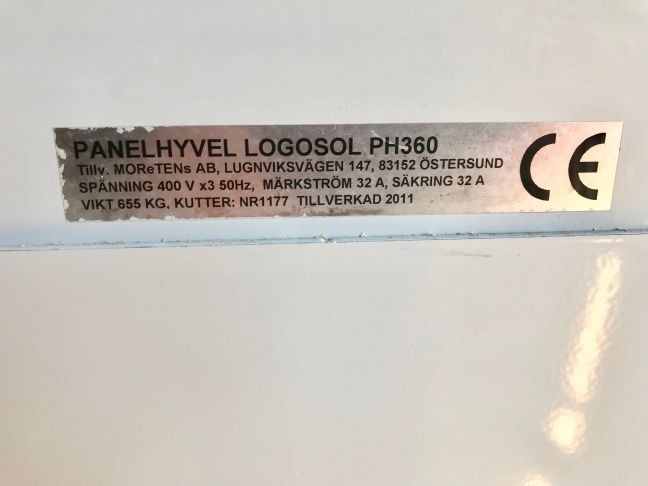 PANELHYVEL LOGOSOL PH360
Tillv. MOReTENs AB, LUGNVIKSVÄGEN 147, 83152 ÖSTERSUND
SPÄNNING 400 V x3 50Hz, MÄRKSTRÖM 32 A, SÄKRING 32 A
VIKT 655 KG, KUTTER: NR1177 TILLVERKAD 2011
CE